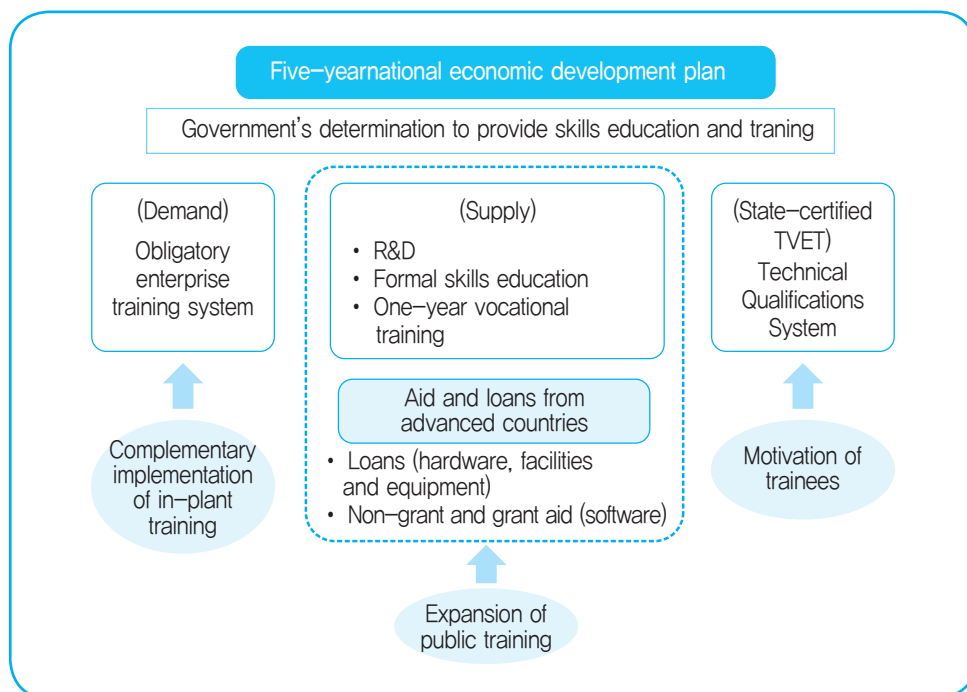 Five-yearnational economic development plan
Government's determination to provide skills education and traning
(Demand)
Obligatory
enterprise
training system
(Supply)
• R&D
• Formal skills education
• One-year vocational
training
(State-certified
TVET)
Technical
Qualifications
System
Aid and loans from
advanced countries
• Loans (hardware, facilities
and equipment)
• Non-grant and grant aid (software)
Complementary
implementation
of in-plant
training
Motivation of
trainees
Expansion of
public training